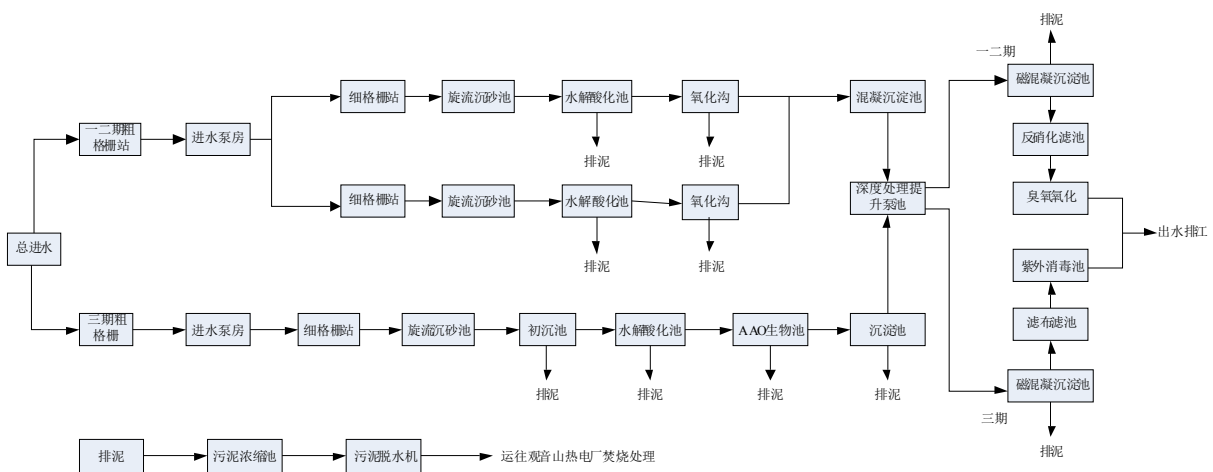 排泥
一二期
磁混凝沉淀池
细格栅站
旋流沉砂池
水解酸化池
氧化沟
混凝沉淀池
一二期粗
格栅站
进水泵房
反硝化滤池
排泥
排泥
细格栅站
旋流沉砂池
水解酸化池
氧化沟
深度处理提
升泵池
臭氧氧化
出水排江
总进水
排泥
排泥
紫外消毒池
三期粗
格栅
进水泵房
细格栅站
旋流沉砂池
初沉池
水解酸化池
AAO生物池
沉淀池
滤布滤池
排泥
排泥
排泥
排泥
磁混凝沉淀池
三期
排泥
排泥
污泥浓缩池
污泥脱水机
运往观音山热电厂焚烧处理